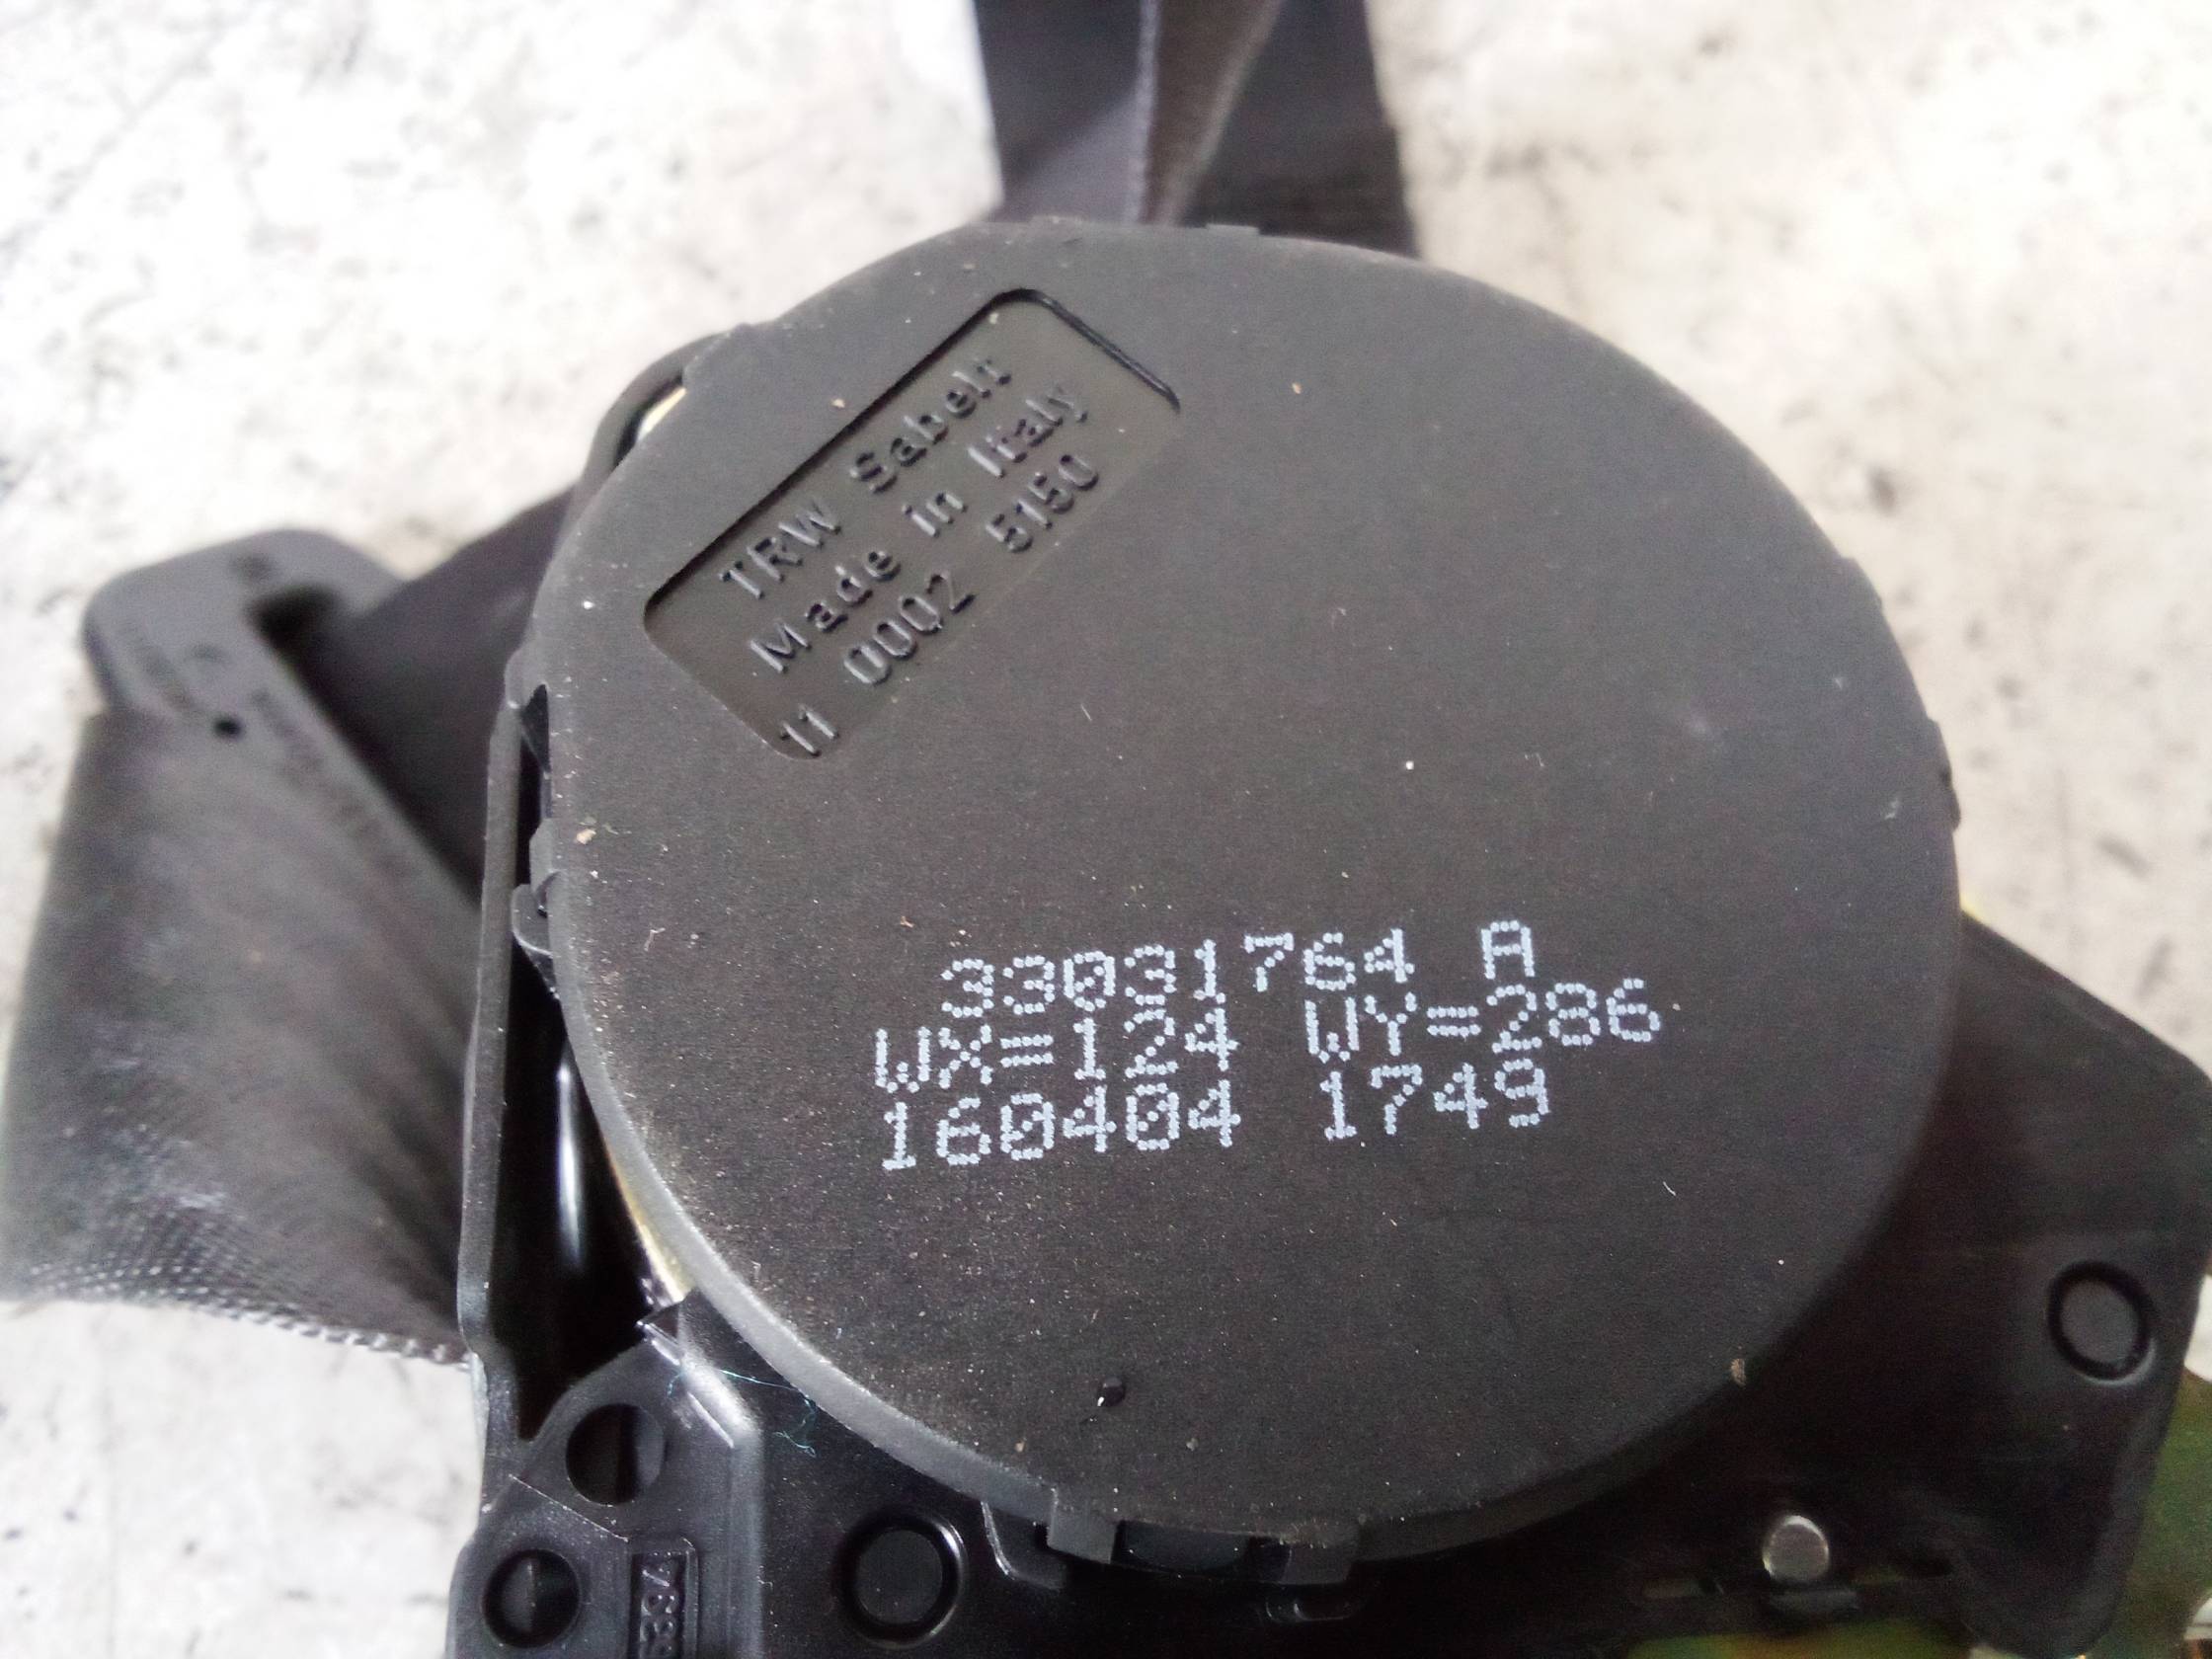 TRW Sabelt
Made in Italy
11 0002 5150
33031764 A
WX=124 WY=286
160404 1749